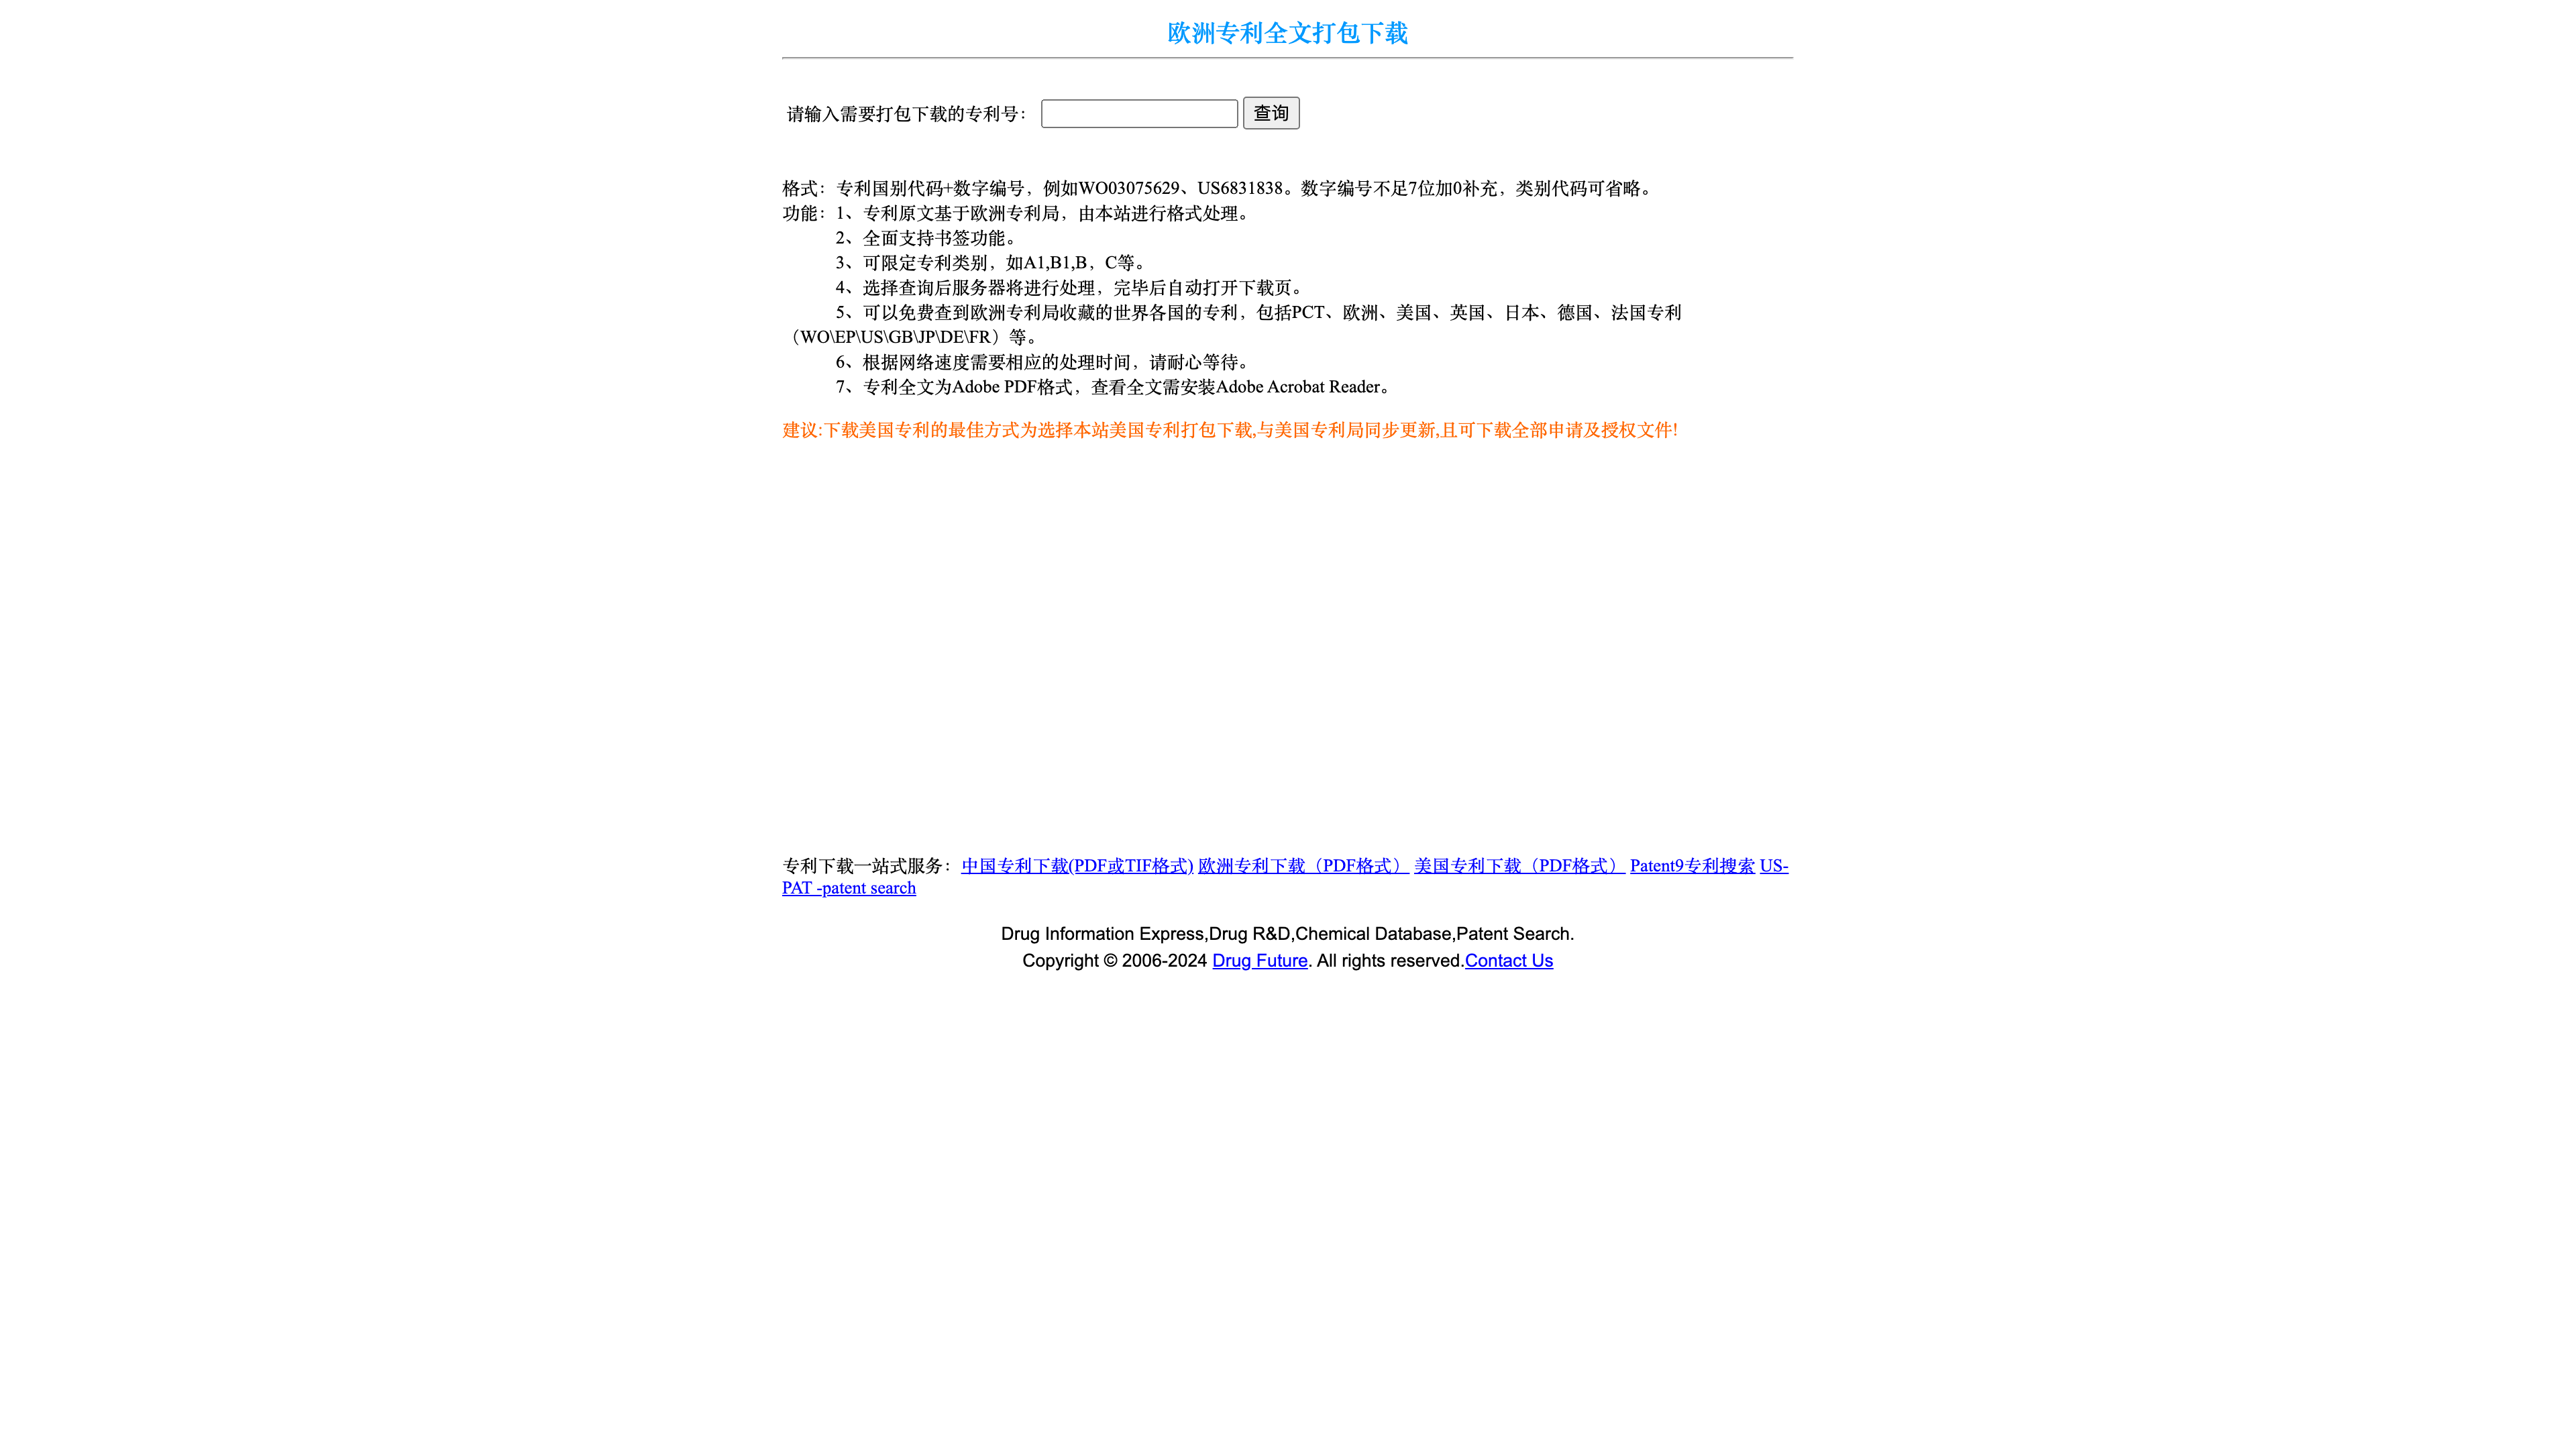 欧洲专利全文打包下载
请输入需要打包下载的专利号： 查询
格式：专利国别代码+数字编号，例如WO03075629、US6831838。数字编号不足7位加0补充，类别代码可省略。
功能：1、专利原文基于欧洲专利局，由本站进行格式处理。
2、全面支持书签功能。
3、可限定专利类别，如A1,B1,B，C等。
4、选择查询后服务器将进行处理，完毕后自动打开下载页。
5、可以免费查到欧洲专利局收藏的世界各国的专利，包括PCT、欧洲、美国、英国、日本、德国、法国专利
（WO\EP\US\GB\JP\DE\FR）等。
6、根据网络速度需要相应的处理时间，请耐心等待。
7、专利全文为Adobe PDF格式，查看全文需安装Adobe Acrobat Reader。
建议:下载美国专利的最佳方式为选择本站美国专利打包下载,与美国专利局同步更新,且可下载全部申请及授权文件!
专利下载一站式服务：中国专利下载(PDF或TIF格式) 欧洲专利下载（PDF格式） 美国专利下载（PDF格式） Patent9专利搜索 US-
PAT -patent search
Drug Information Express,Drug R&D,Chemical Database,Patent Search.
Copyright © 2006-2024 Drug Future. All rights reserved.Contact Us